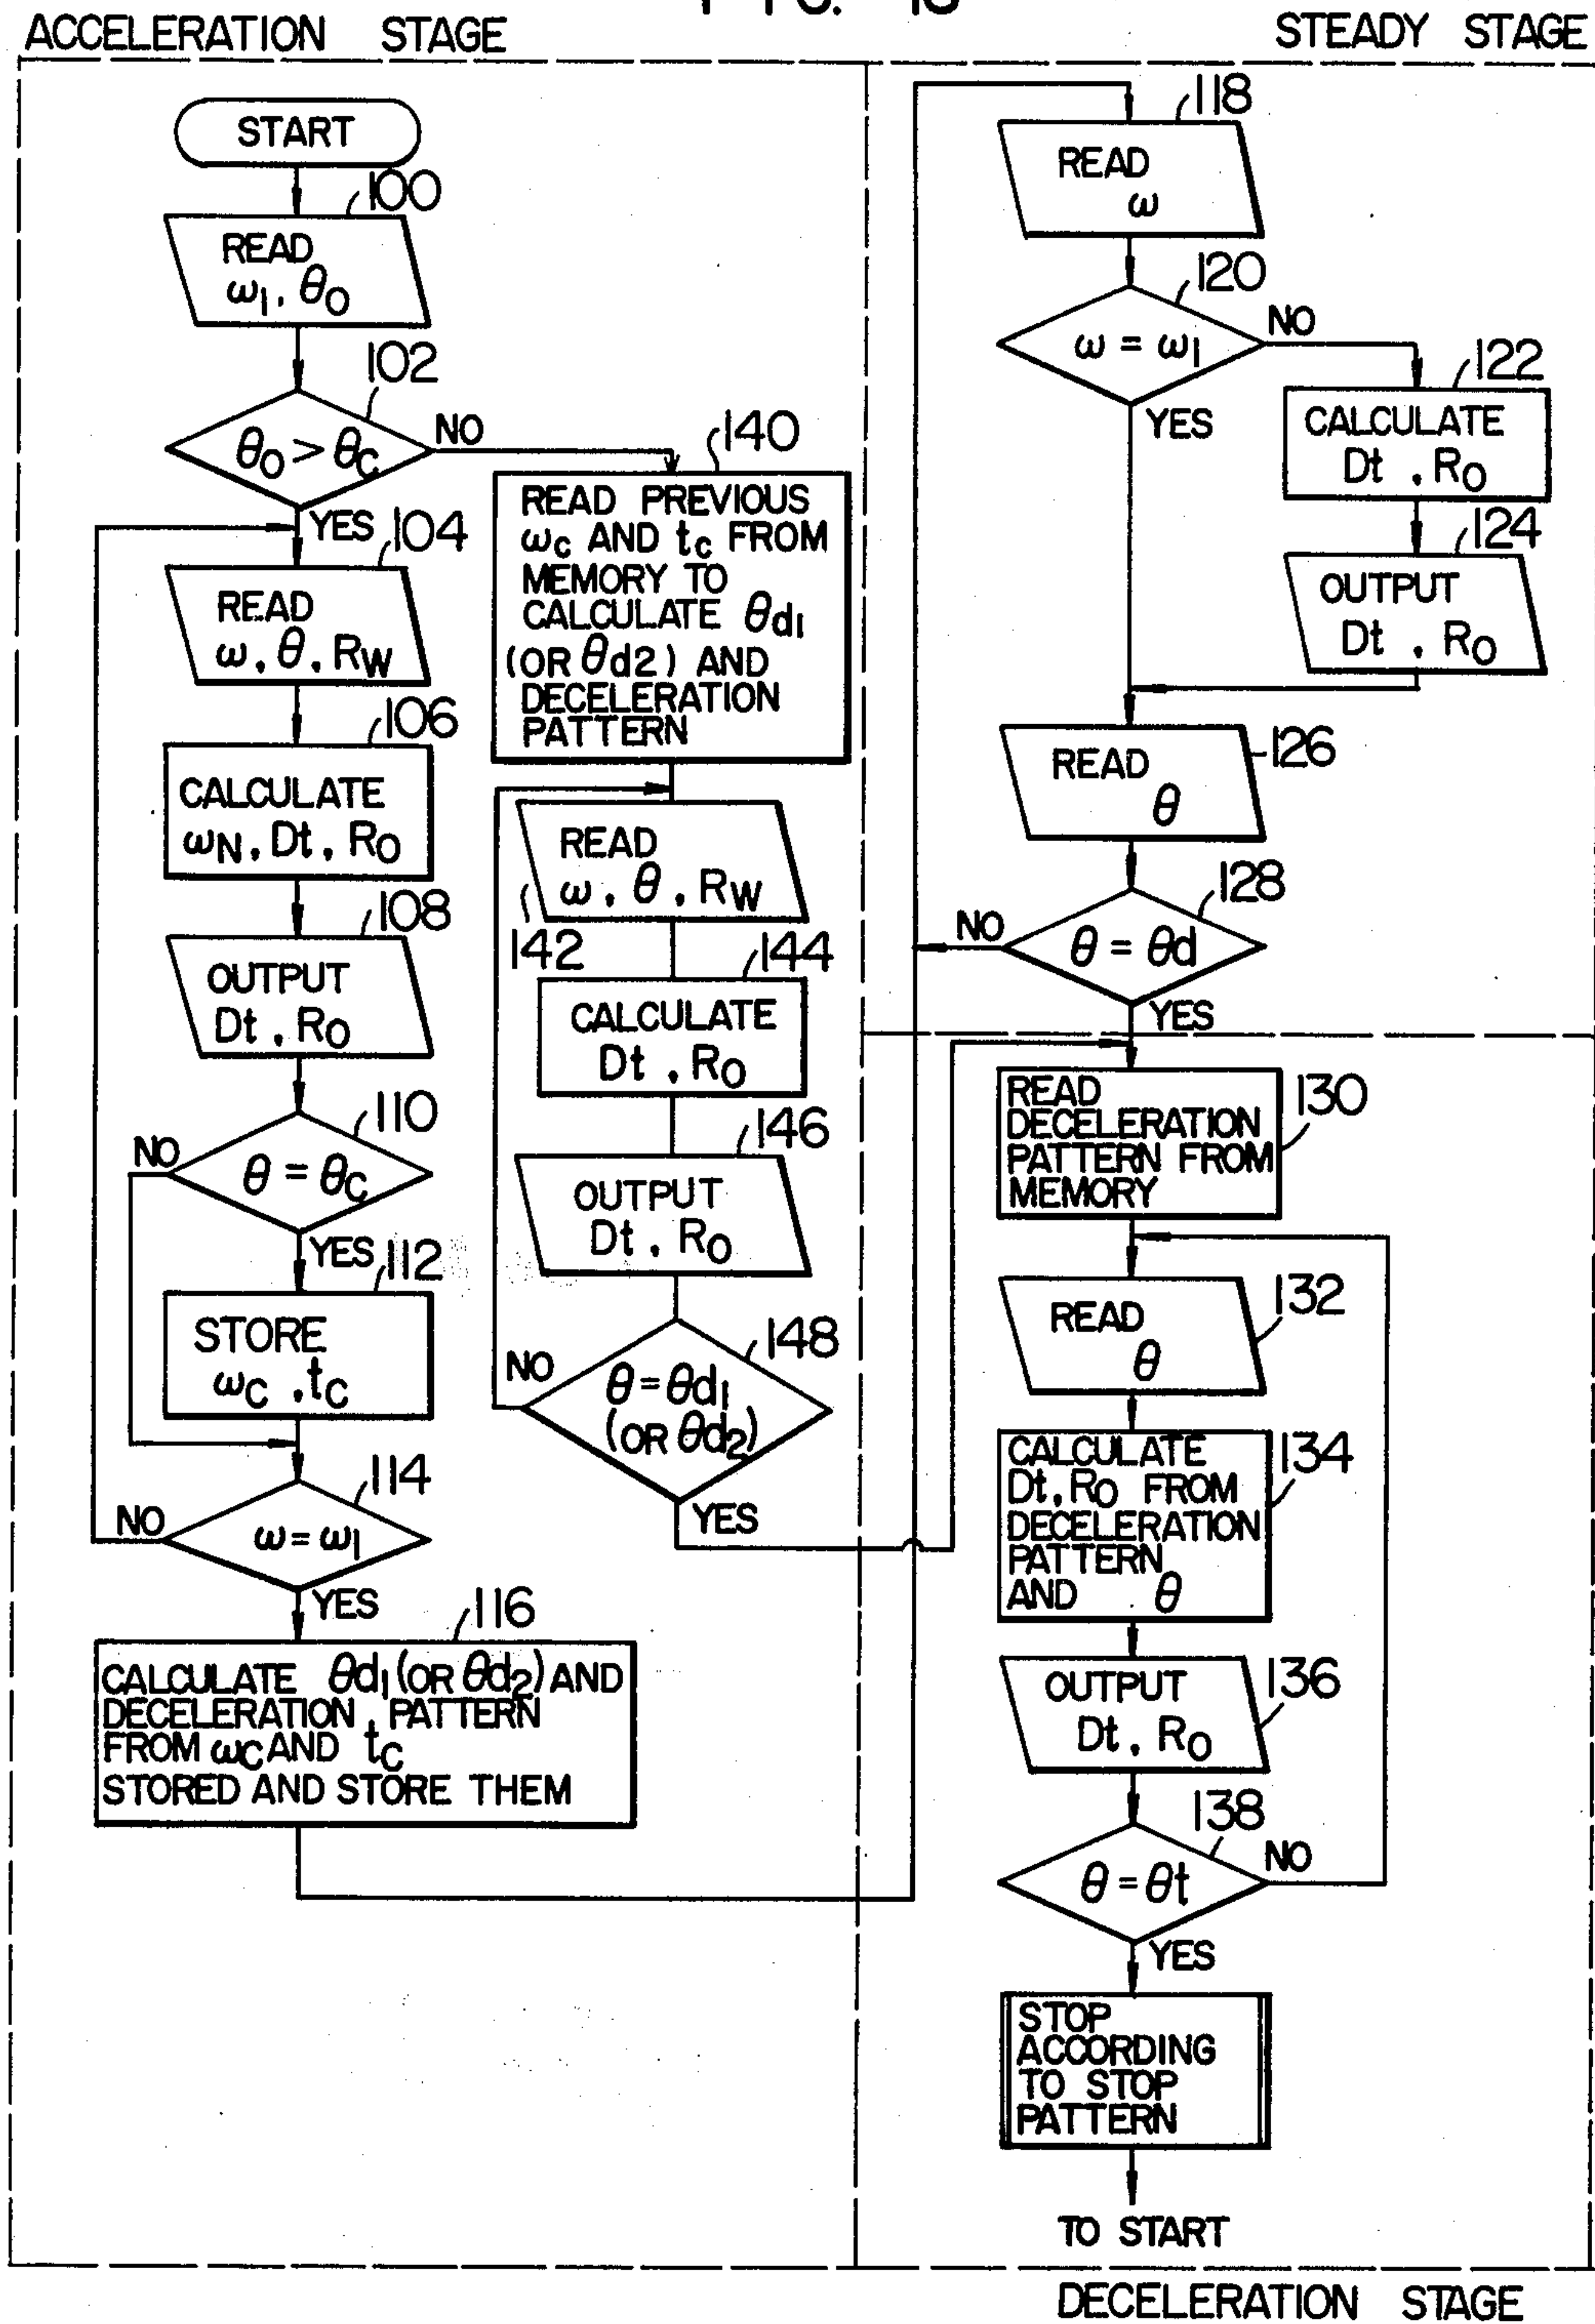 ACCELERATION STAGE
START
100
READ
ω₁, θ₀
102
θ₀ > θc
NO
YES
104
READ
ω, θ, Rw
106
CALCULATE
ωN, Dt, R₀
108
OUTPUT
Dt, R₀
110
NO
θ = θc
YES
112
STORE
ωc, tc
114
NO
ω = ω₁
YES
116
CALCULATE θd₁ (OR θd₂) AND
DECELERATION PATTERN
FROM ωc AND tc
STORED AND STORE THEM
140
READ PREVIOUS
ωc AND tc FROM
MEMORY TO
CALCULATE θd₁
(OR θd2) AND
DECELERATION
PATTERN
READ
ω, θ, Rw
142
144
CALCULATE
Dt, R₀
146
OUTPUT
Dt, R₀
148
NO
θ = θd₁
(OR θd₂)
YES
STEADY STAGE
118
READ
ω
120
ω = ω₁
NO
YES
122
CALCULATE
Dt, R₀
124
OUTPUT
Dt, R₀
126
READ
θ
128
NO
θ = θd
YES
130
READ
DECELERATION
PATTERN FROM
MEMORY
132
READ
θ
134
CALCULATE
Dt, R₀ FROM
DECELERATION
PATTERN
AND θ
136
OUTPUT
Dt, R₀
138
θ = θt
NO
YES
STOP
ACCORDING
TO STOP
PATTERN
TO START
DECELERATION STAGE